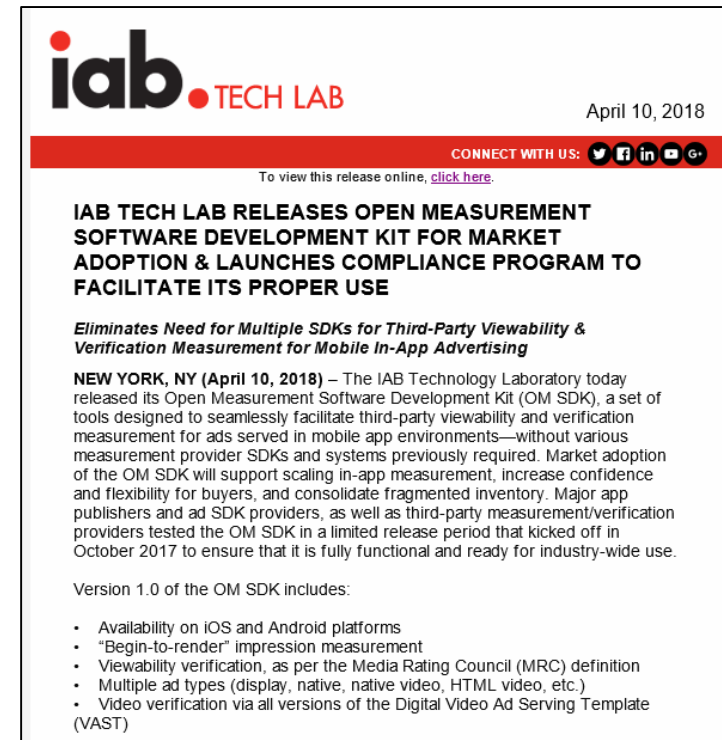 iab. TECH LAB
April 10, 2018
CONNECT WITH US:
To view this release online, click here.
IAB TECH LAB RELEASES OPEN MEASUREMENT
SOFTWARE DEVELOPMENT KIT FOR MARKET
ADOPTION & LAUNCHES COMPLIANCE PROGRAM TO
FACILITATE ITS PROPER USE
Eliminates Need for Multiple SDKs for Third-Party Viewability &
Verification Measurement for Mobile In-App Advertising
NEW YORK, NY (April 10, 2018) – The IAB Technology Laboratory today
released its Open Measurement Software Development Kit (OM SDK), a set of
tools designed to seamlessly facilitate third-party viewability and verification
measurement for ads served in mobile app environments—without various
measurement provider SDKs and systems previously required. Market adoption
of the OM SDK will support scaling in-app measurement, increase confidence
and flexibility for buyers, and consolidate fragmented inventory. Major app
publishers and ad SDK providers, as well as third-party measurement/verification
providers tested the OM SDK in a limited release period that kicked off in
October 2017 to ensure that it is fully functional and ready for industry-wide use.
Version 1.0 of the OM SDK includes:
• Availability on iOS and Android platforms
• “Begin-to-render” impression measurement
• Viewability verification, as per the Media Rating Council (MRC) definition
• Multiple ad types (display, native, native video, HTML video, etc.)
• Video verification via all versions of the Digital Video Ad Serving Template
(VAST)